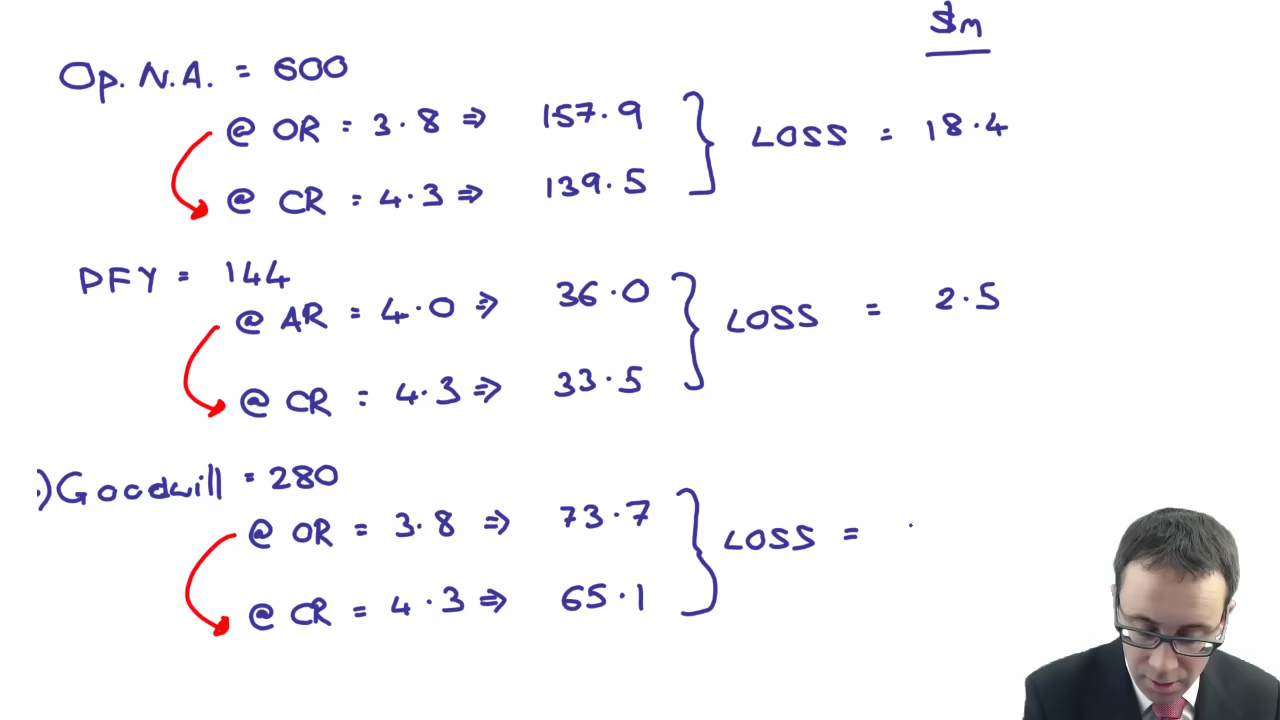 $m
Op. N.A. = 600
@ OR = 3.8 ⇒ 157.9
LOSS = 18.4
@ CR = 4.3 ⇒ 139.5
PFY = 144
@ AR = 4.0 ⇒ 36.0
LOSS = 2.5
@ CR = 4.3 ⇒ 33.5
)Goodwill = 280
@ OR = 3.8 ⇒ 73.7
LOSS =
@ CR = 4.3 ⇒ 65.1